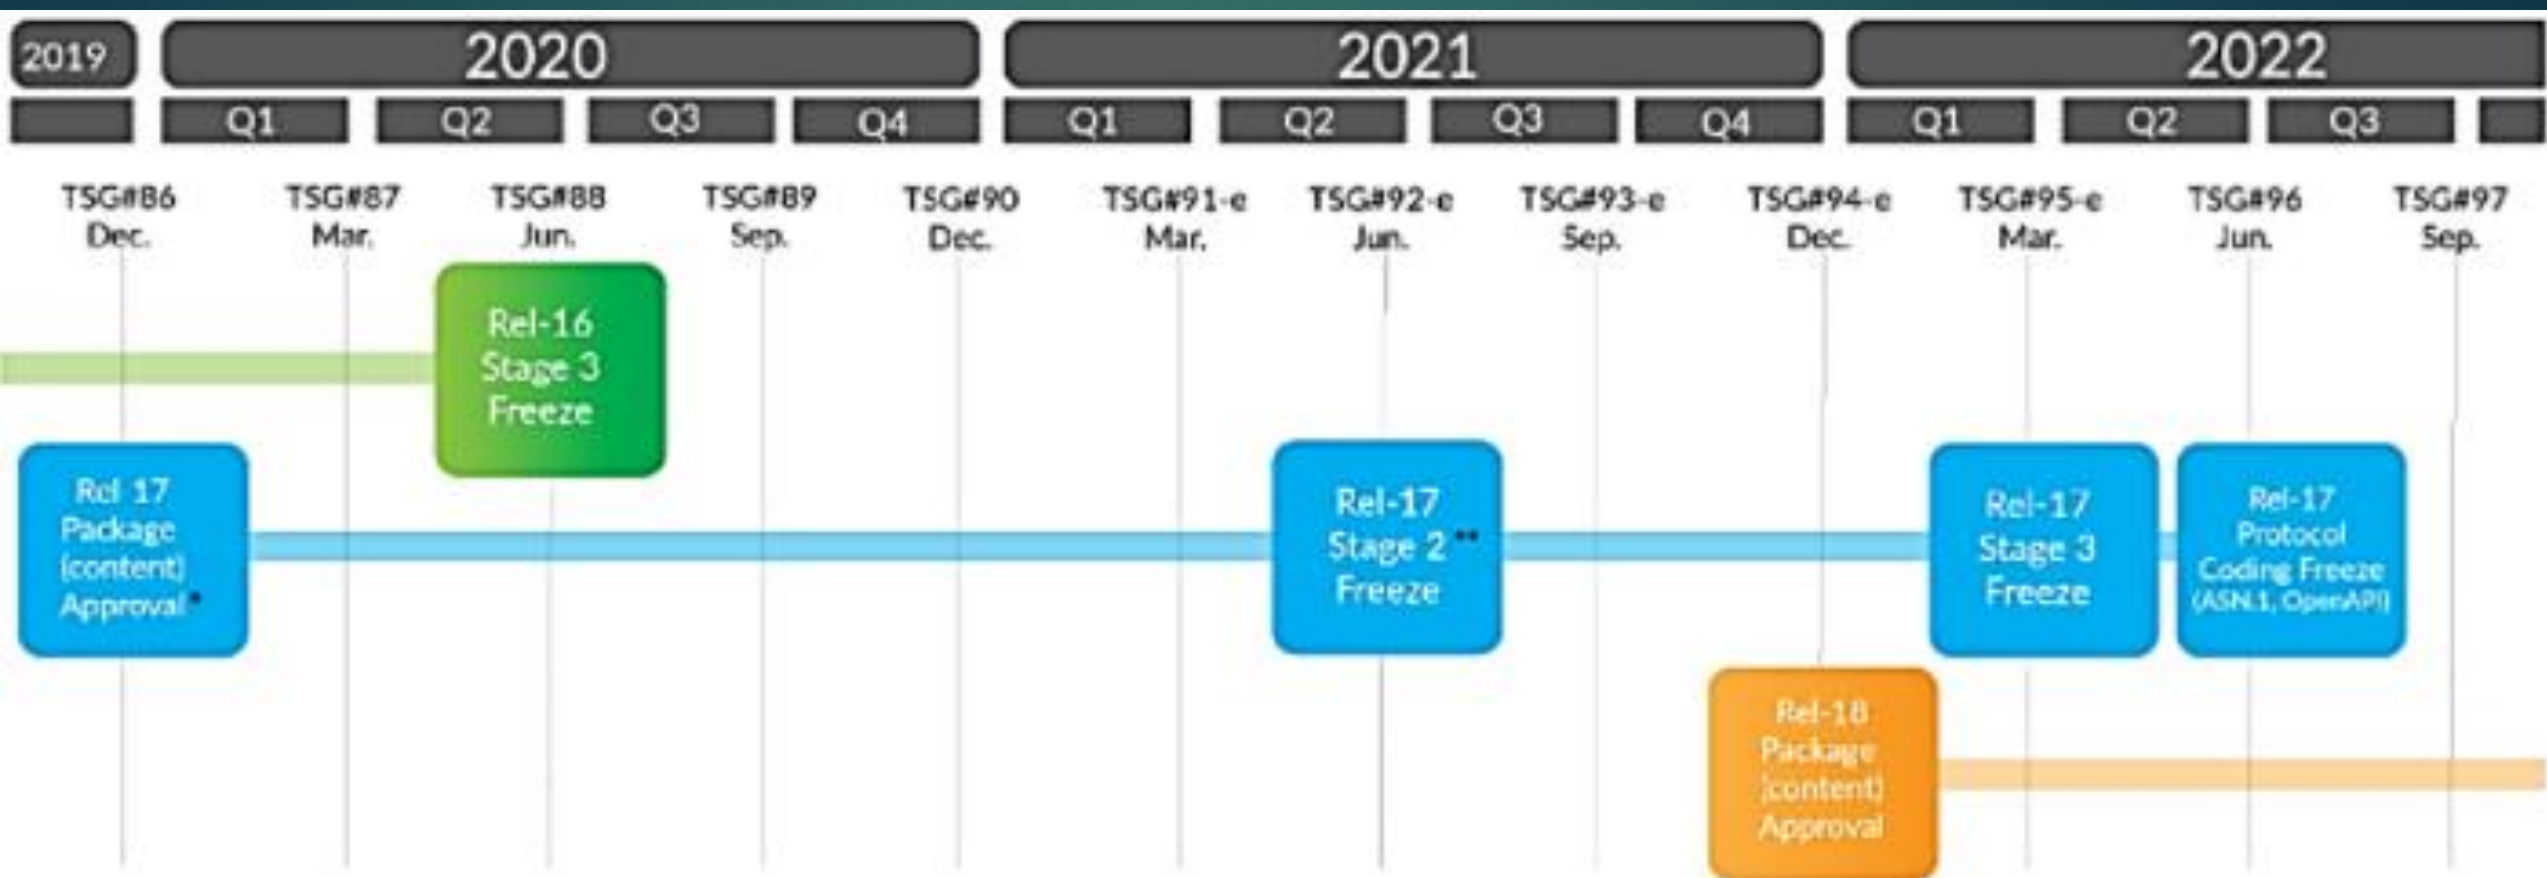 2019
2020
2021
2022
Q1
Q2
Q3
Q4
Q1
Q2
Q3
Q4
Q1
Q2
Q3
TSG#86
Dec.
TSG#87
Mar.
TSG#88
Jun.
TSG#89
Sep.
TSG#90
Dec.
TSG#91-e
Mar.
TSG#92-e
Jun.
TSG#93-e
Sep.
TSG#94-e
Dec.
TSG#95-e
Mar.
TSG#96
Jun.
TSG#97
Sep.
Rel-16
Stage 3
Freeze
Rel 17
Package
(content)
Approval*
Rel-17
Stage 2 **
Freeze
Rel-17
Stage 3
Freeze
Rel-17
Protocol
Coding Freeze
(ASN.1, OpenAPI)
Rel-18
Package
(content)
Approval